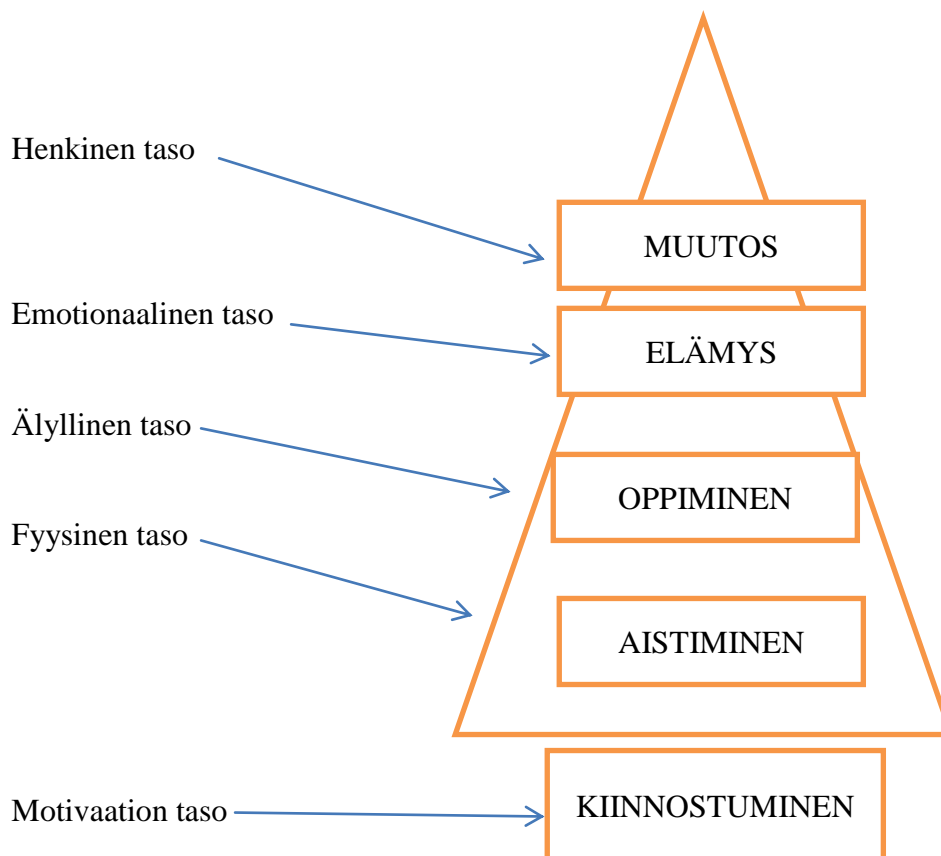 Henkinen taso
MUUTOS
Emotionaalinen taso
ELÄMYS
Älyllinen taso
OPPIMINEN
Fyysinen taso
AISTIMINEN
Motivaation taso
KIINNOSTUMINEN